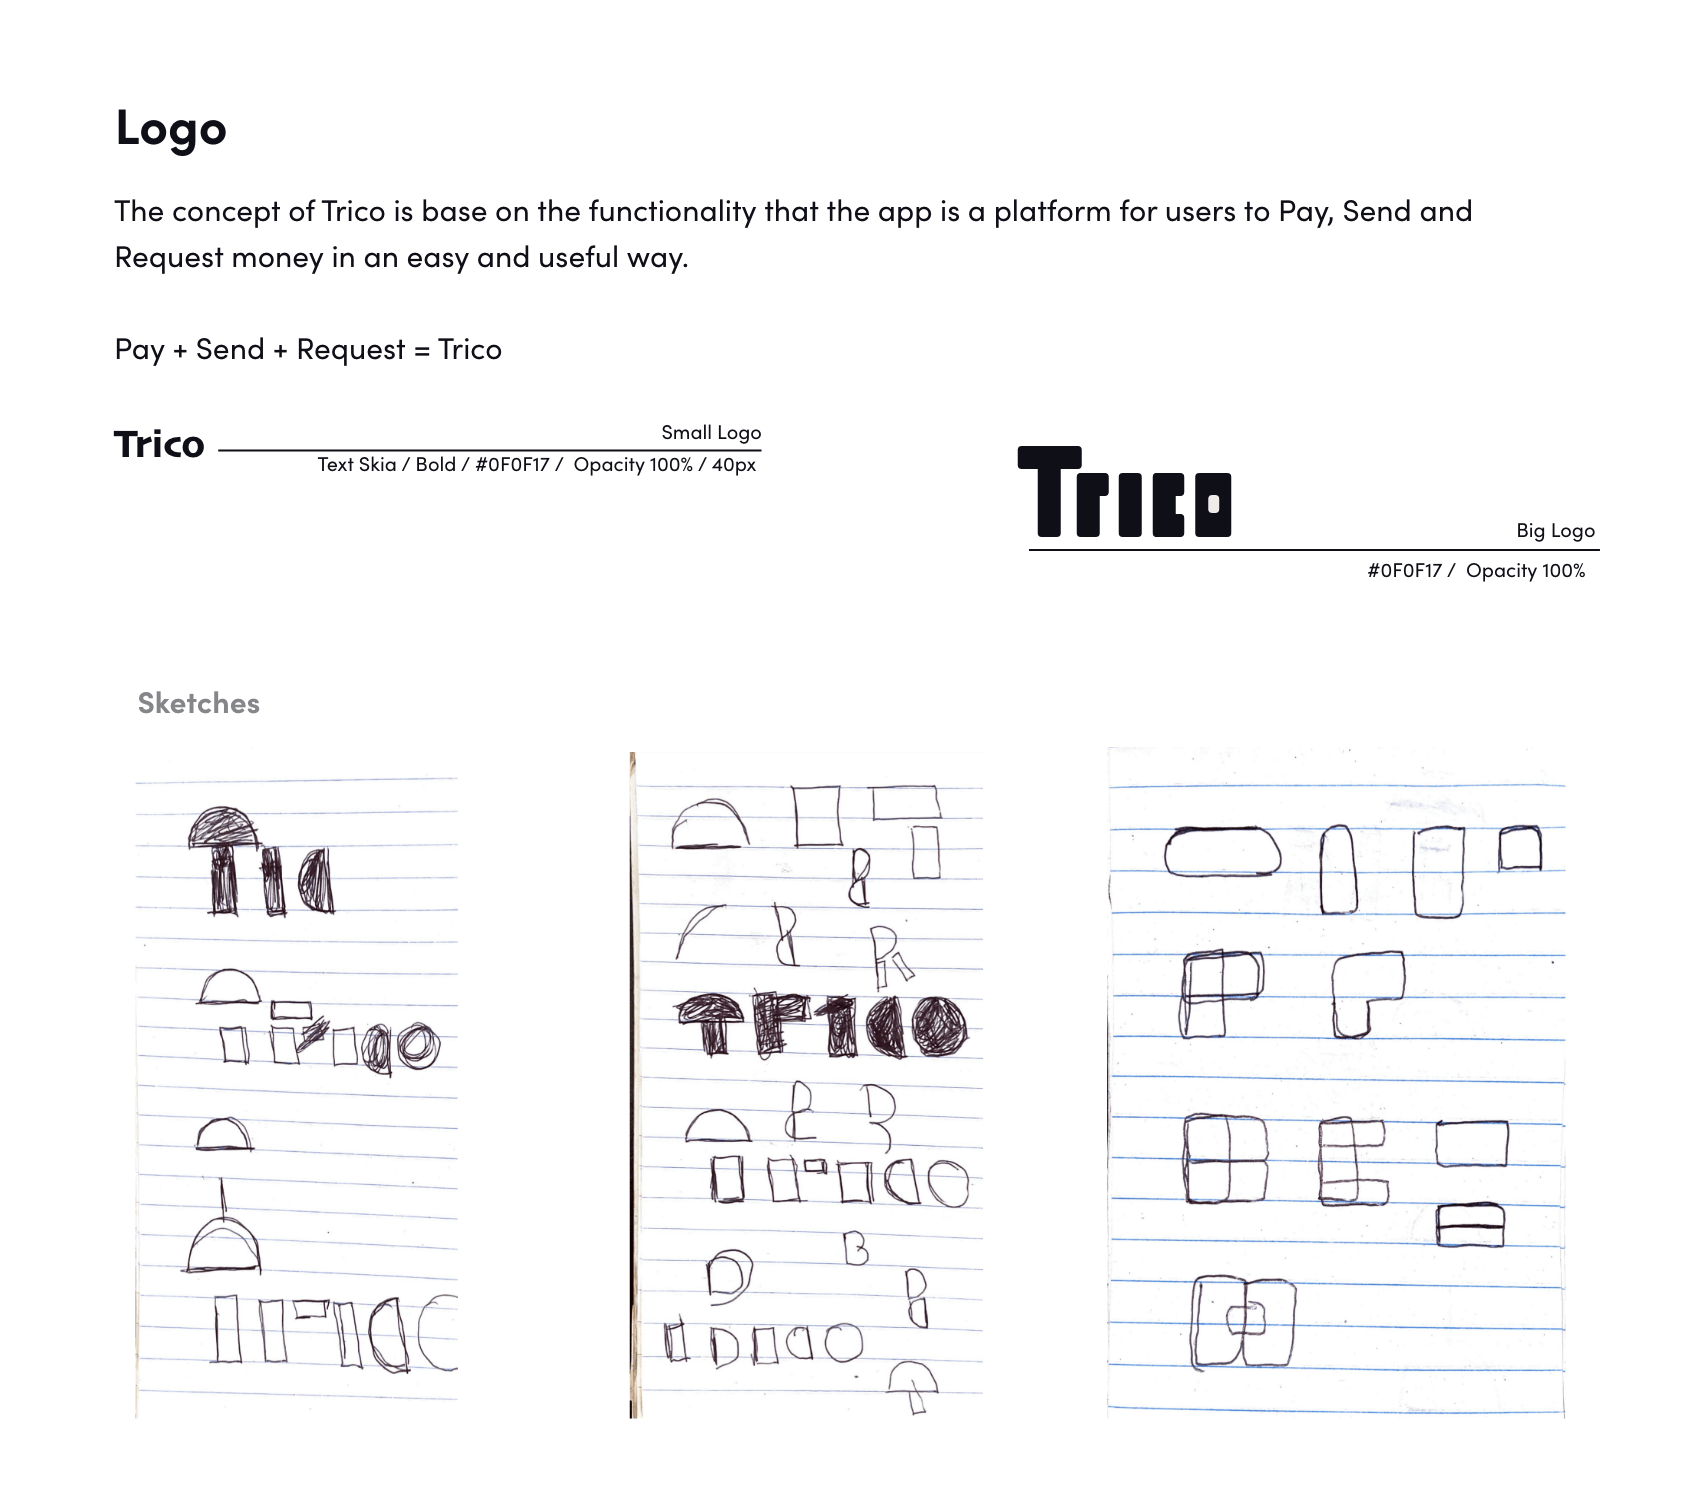 Logo
The concept of Trico is base on the functionality that the app is a platform for users to Pay, Send and
Request money in an easy and useful way.
Pay + Send + Request = Trico
Trico
Small Logo
Text Skia / Bold / #0F0F17 / Opacity 100% / 40px
Trico
Big Logo
#0F0F17 / Opacity 100%
Sketches